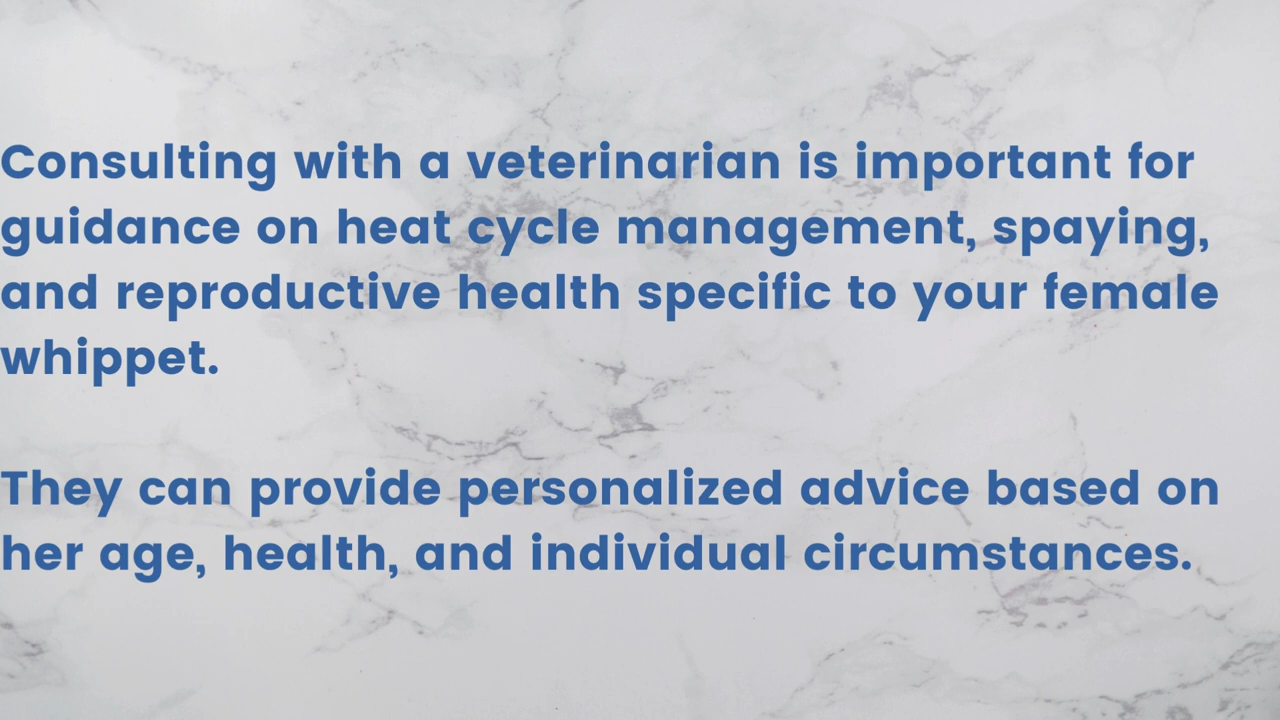 Consulting with a veterinarian is important for
guidance on heat cycle management, spaying,
and reproductive health specific to your female
whippet.
They can provide personalized advice based on
her age, health, and individual circumstances.